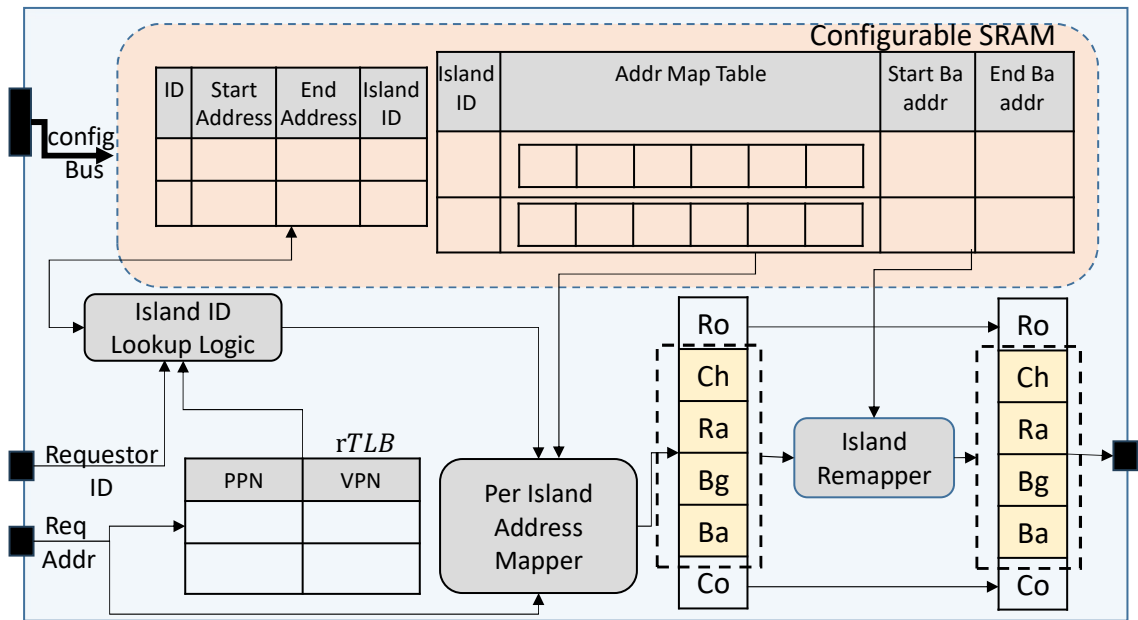 Configurable SRAM
ID
Start
Address
End
Address
Island
ID
Island
ID
Addr Map Table
Start Ba
addr
End Ba
addr
config
Bus
Island ID
Lookup Logic
Requestor
ID
Req
Addr
rTLB
PPN
VPN
Per Island
Address
Mapper
Ro
Ch
Ra
Bg
Ba
Co
Island
Remapper
Ro
Ch
Ra
Bg
Ba
Co